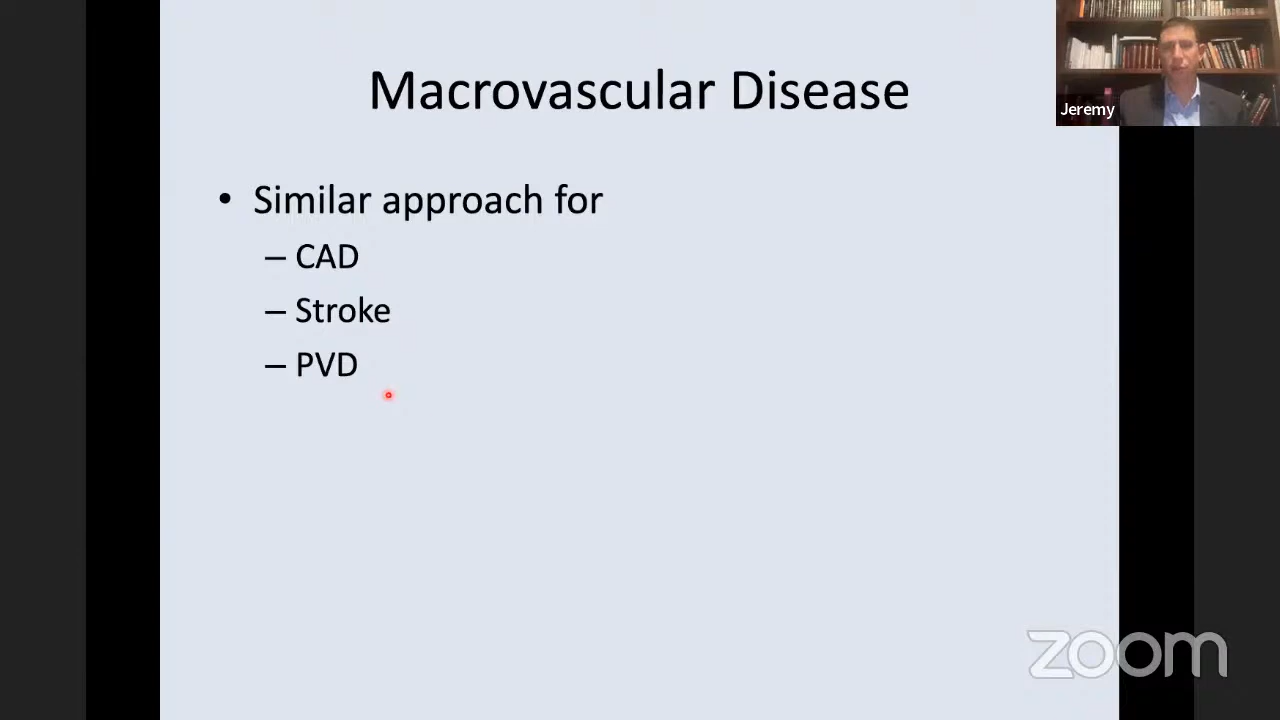 Macrovascular Disease
Jeremy
• Similar approach for
– CAD
– Stroke
– PVD
zoom